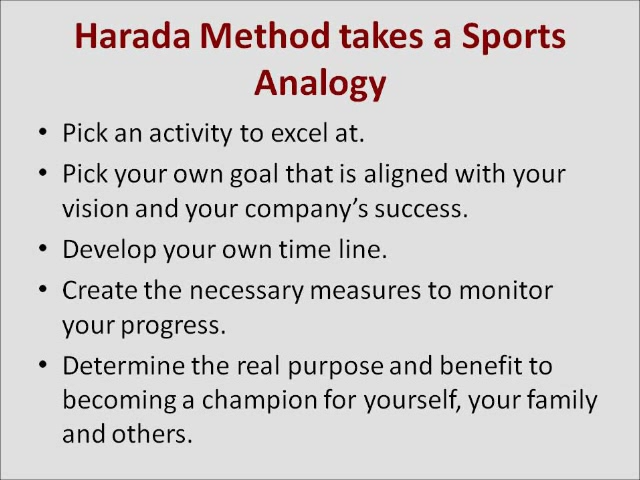 Harada Method takes a Sports
Analogy
• Pick an activity to excel at.
• Pick your own goal that is aligned with your
vision and your company’s success.
• Develop your own time line.
• Create the necessary measures to monitor
your progress.
• Determine the real purpose and benefit to
becoming a champion for yourself, your family
and others.